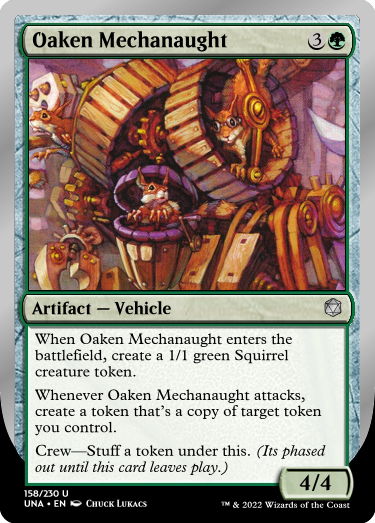 Oaken Mechanaught 3
Artifact — Vehicle
When Oaken Mechanaught enters the
battlefield, create a 1/1 green Squirrel
creature token.
Whenever Oaken Mechanaught attacks,
create a token that's a copy of target token
you control.
Crew—Stuff a token under this. (Its phased
out until this card leaves play.)
4/4
158/230 U
UNA • EN Chuck Lukacs
™ & 2022 Wizards of the Coast